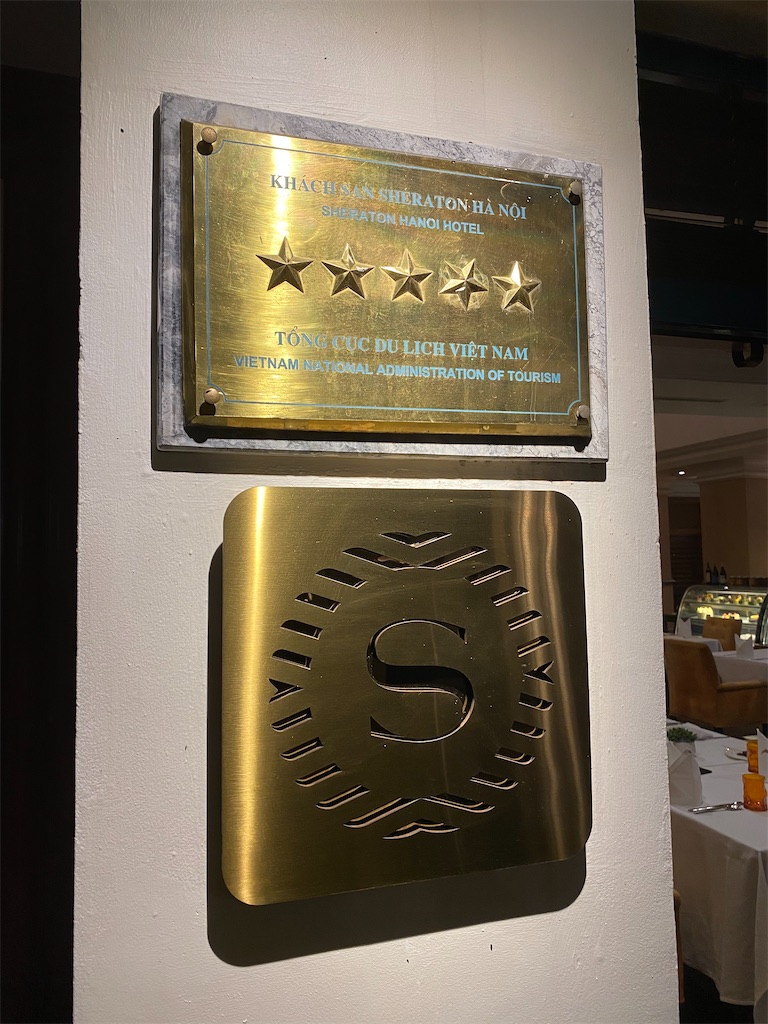 KHÁCH SẠN SHERATON HÀ NỘI
SHERATON HANOI HOTEL
TỔNG CỤC DU LỊCH VIỆT NAM
VIETNAM NATIONAL ADMINISTRATION OF TOURISM
S